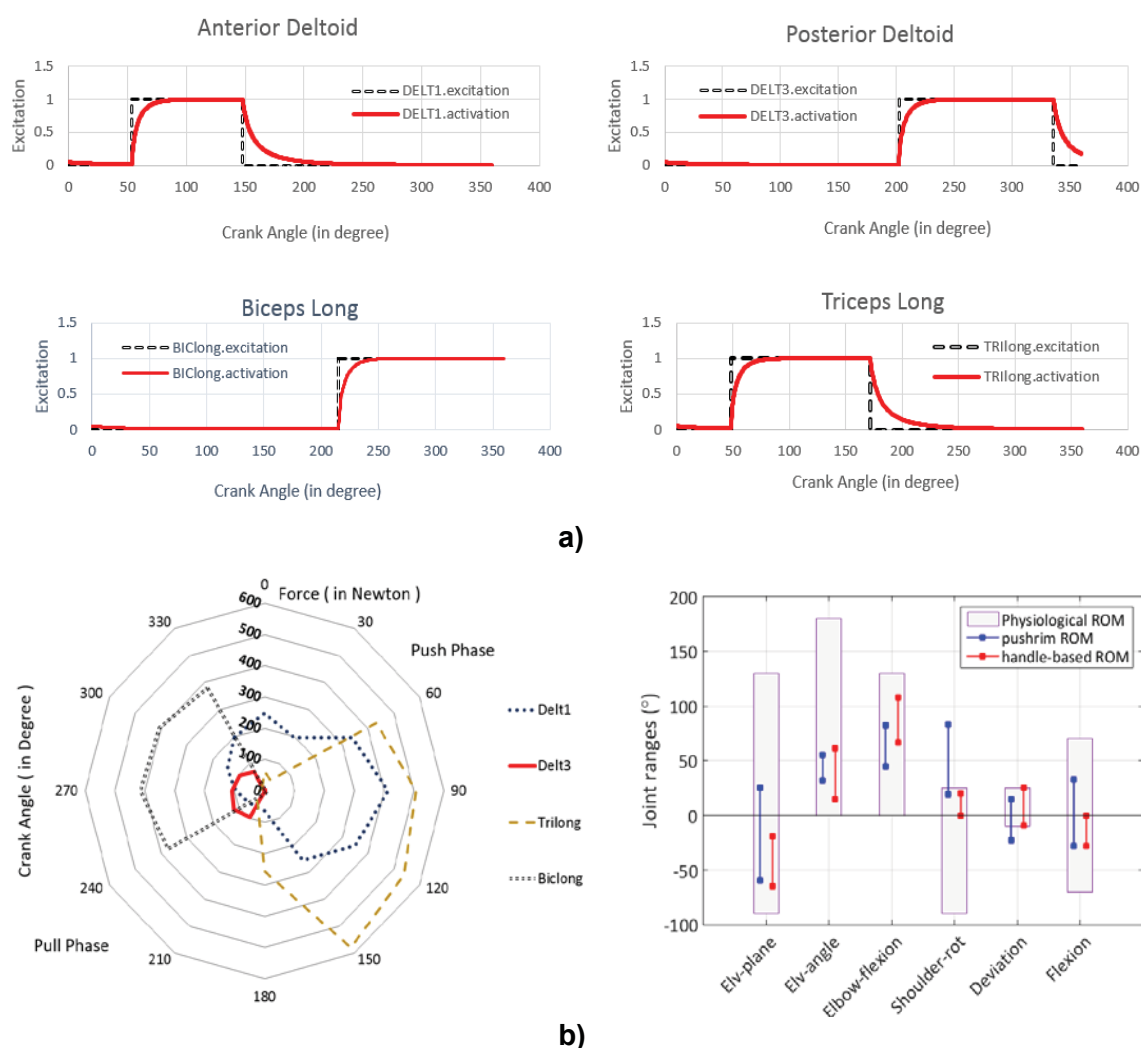 Anterior Deltoid
Excitation
1.5
1
0.5
0
DELT1.excitation
DELT1.activation
0 50 100 150 200 250 300 350 400
Crank Angle (in degree)
Posterior Deltoid
Excitation
1.5
1
0.5
0
DELT3.excitation
DELT3.activation
0 50 100 150 200 250 300 350 400
Crank Angle (in degree)
Biceps Long
Excitation
1.5
1
0.5
0
BIClong.excitation
BIClong.activation
0 50 100 150 200 250 300 350 400
Crank Angle (in degree)
Triceps Long
Excitation
1.5
1
0.5
0
TRIlong.excitation
TRIlong.activation
0 50 100 150 200 250 300 350 400
Crank Angle (in degree)
a)
0
Force ( in Newton )
600
500
400
300
200
100
0
30
60
90
120
150
180
210
240
270
300
330
Push Phase
Pull Phase
Crank Angle ( in Degree )
Delt1
Delt3
Trilong
Biclong
Joint ranges (°)
200
150
100
50
0
-50
-100
Physiological ROM
pushrim ROM
handle-based ROM
Elv-plane
Elv-angle
Elbow-flexion
Shoulder-rot
Deviation
Flexion
b)